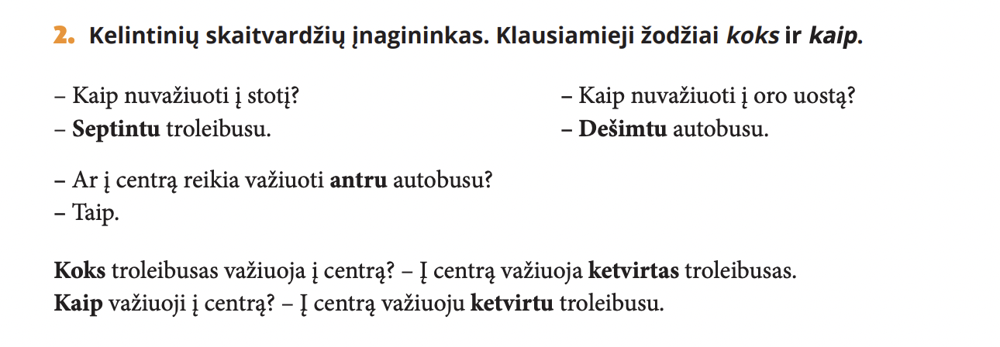 2. Kelintinių skaitvardžių įnagininkas. Klausiamieji žodžiai koks ir kaip.
– Kaip nuvažiuoti į stotį?
– Septintu troleibusu.
– Kaip nuvažiuoti į oro uostą?
– Dešimtu autobusu.
– Ar į centrą reikia važiuoti antru autobusu?
– Taip.
Koks troleibusas važiuoja į centrą? – Į centrą važiuoja ketvirtas troleibusas.
Kaip važiuoji į centrą? – Į centrą važiuoju ketvirtu troleibusu.